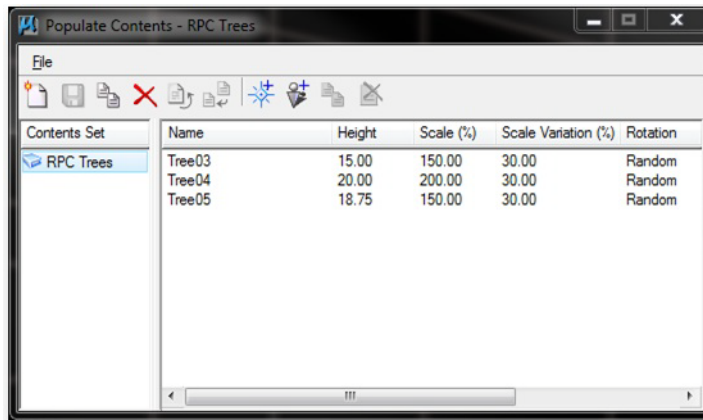 Populate Contents - RPC Trees
File
Contents Set Name Height Scale (%) Scale Variation (%) Rotation
RPC Trees Tree03 15.00 150.00 30.00 Random
Tree04 20.00 200.00 30.00 Random
Tree05 18.75 150.00 30.00 Random